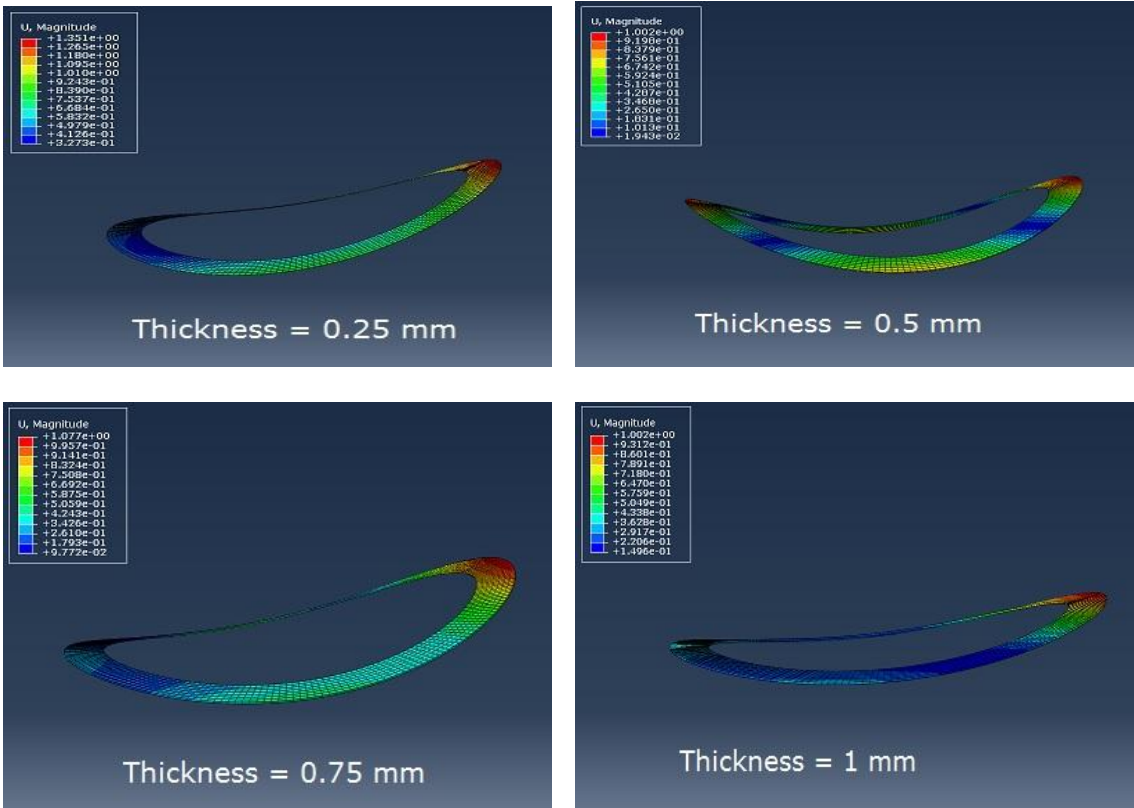 U, Magnitude
+1.351e+00
+1.265e+00
+1.180e+00
+1.095e+00
+1.010e+00
+9.243e-01
+8.390e-01
+7.537e-01
+6.684e-01
+5.832e-01
+4.979e-01
+4.126e-01
+3.273e-01
Thickness = 0.25 mm
U, Magnitude
+1.002e+00
+9.198e-01
+8.379e-01
+7.561e-01
+6.742e-01
+5.924e-01
+5.105e-01
+4.287e-01
+3.468e-01
+2.650e-01
+1.831e-01
+1.013e-01
+1.943e-02
Thickness = 0.5 mm
U, Magnitude
+1.077e+00
+9.957e-01
+9.141e-01
+8.324e-01
+7.508e-01
+6.692e-01
+5.875e-01
+5.059e-01
+4.243e-01
+3.426e-01
+2.610e-01
+1.793e-01
+9.772e-02
Thickness = 0.75 mm
U, Magnitude
+1.002e+00
+9.312e-01
+8.601e-01
+7.891e-01
+7.180e-01
+6.470e-01
+5.759e-01
+5.049e-01
+4.338e-01
+3.628e-01
+2.917e-01
+2.206e-01
+1.496e-01
Thickness = 1 mm